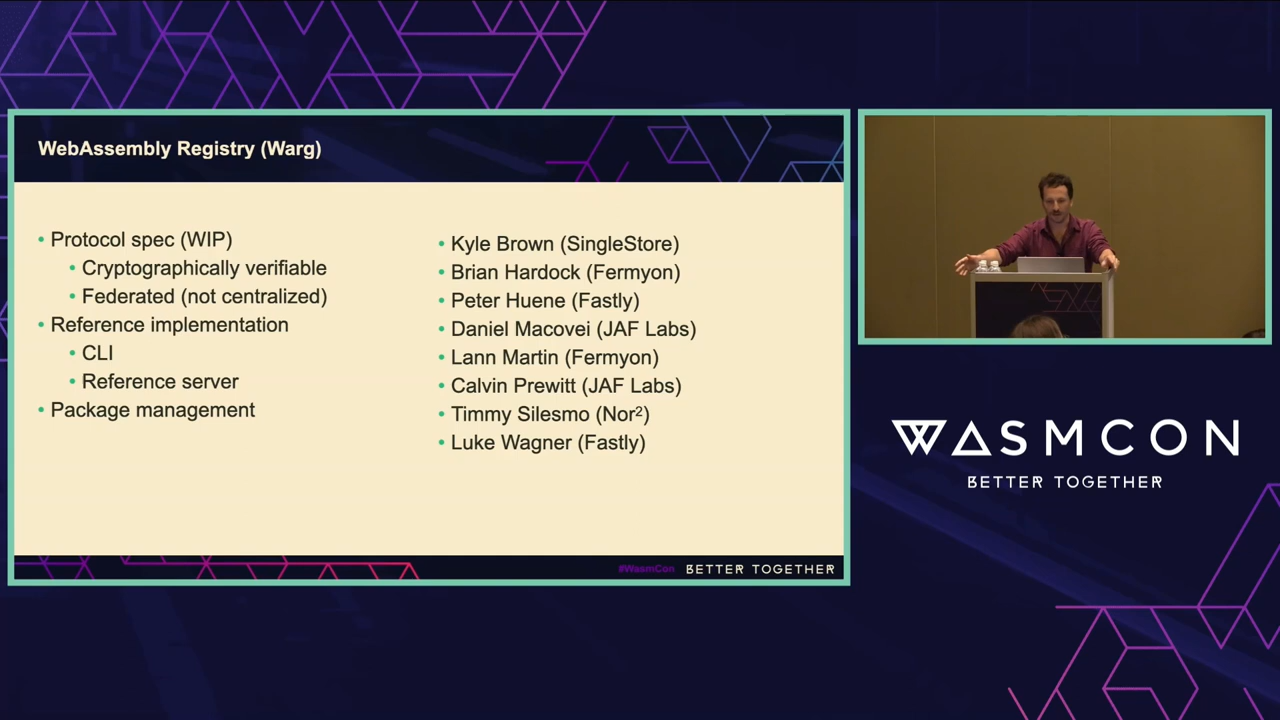 WebAssembly Registry (Warg)
• Protocol spec (WIP)
• Cryptographically verifiable
• Federated (not centralized)
• Reference implementation
• CLI
• Reference server
• Package management
• Kyle Brown (SingleStore)
• Brian Hardock (Fermyon)
• Peter Huene (Fastly)
• Daniel Macovei (JAF Labs)
• Lann Martin (Fermyon)
• Calvin Prewitt (JAF Labs)
• Timmy Silesmo (Nor²)
• Luke Wagner (Fastly)
#WasmCon BETTER TOGETHER
WASMCON
BETTER TOGETHER